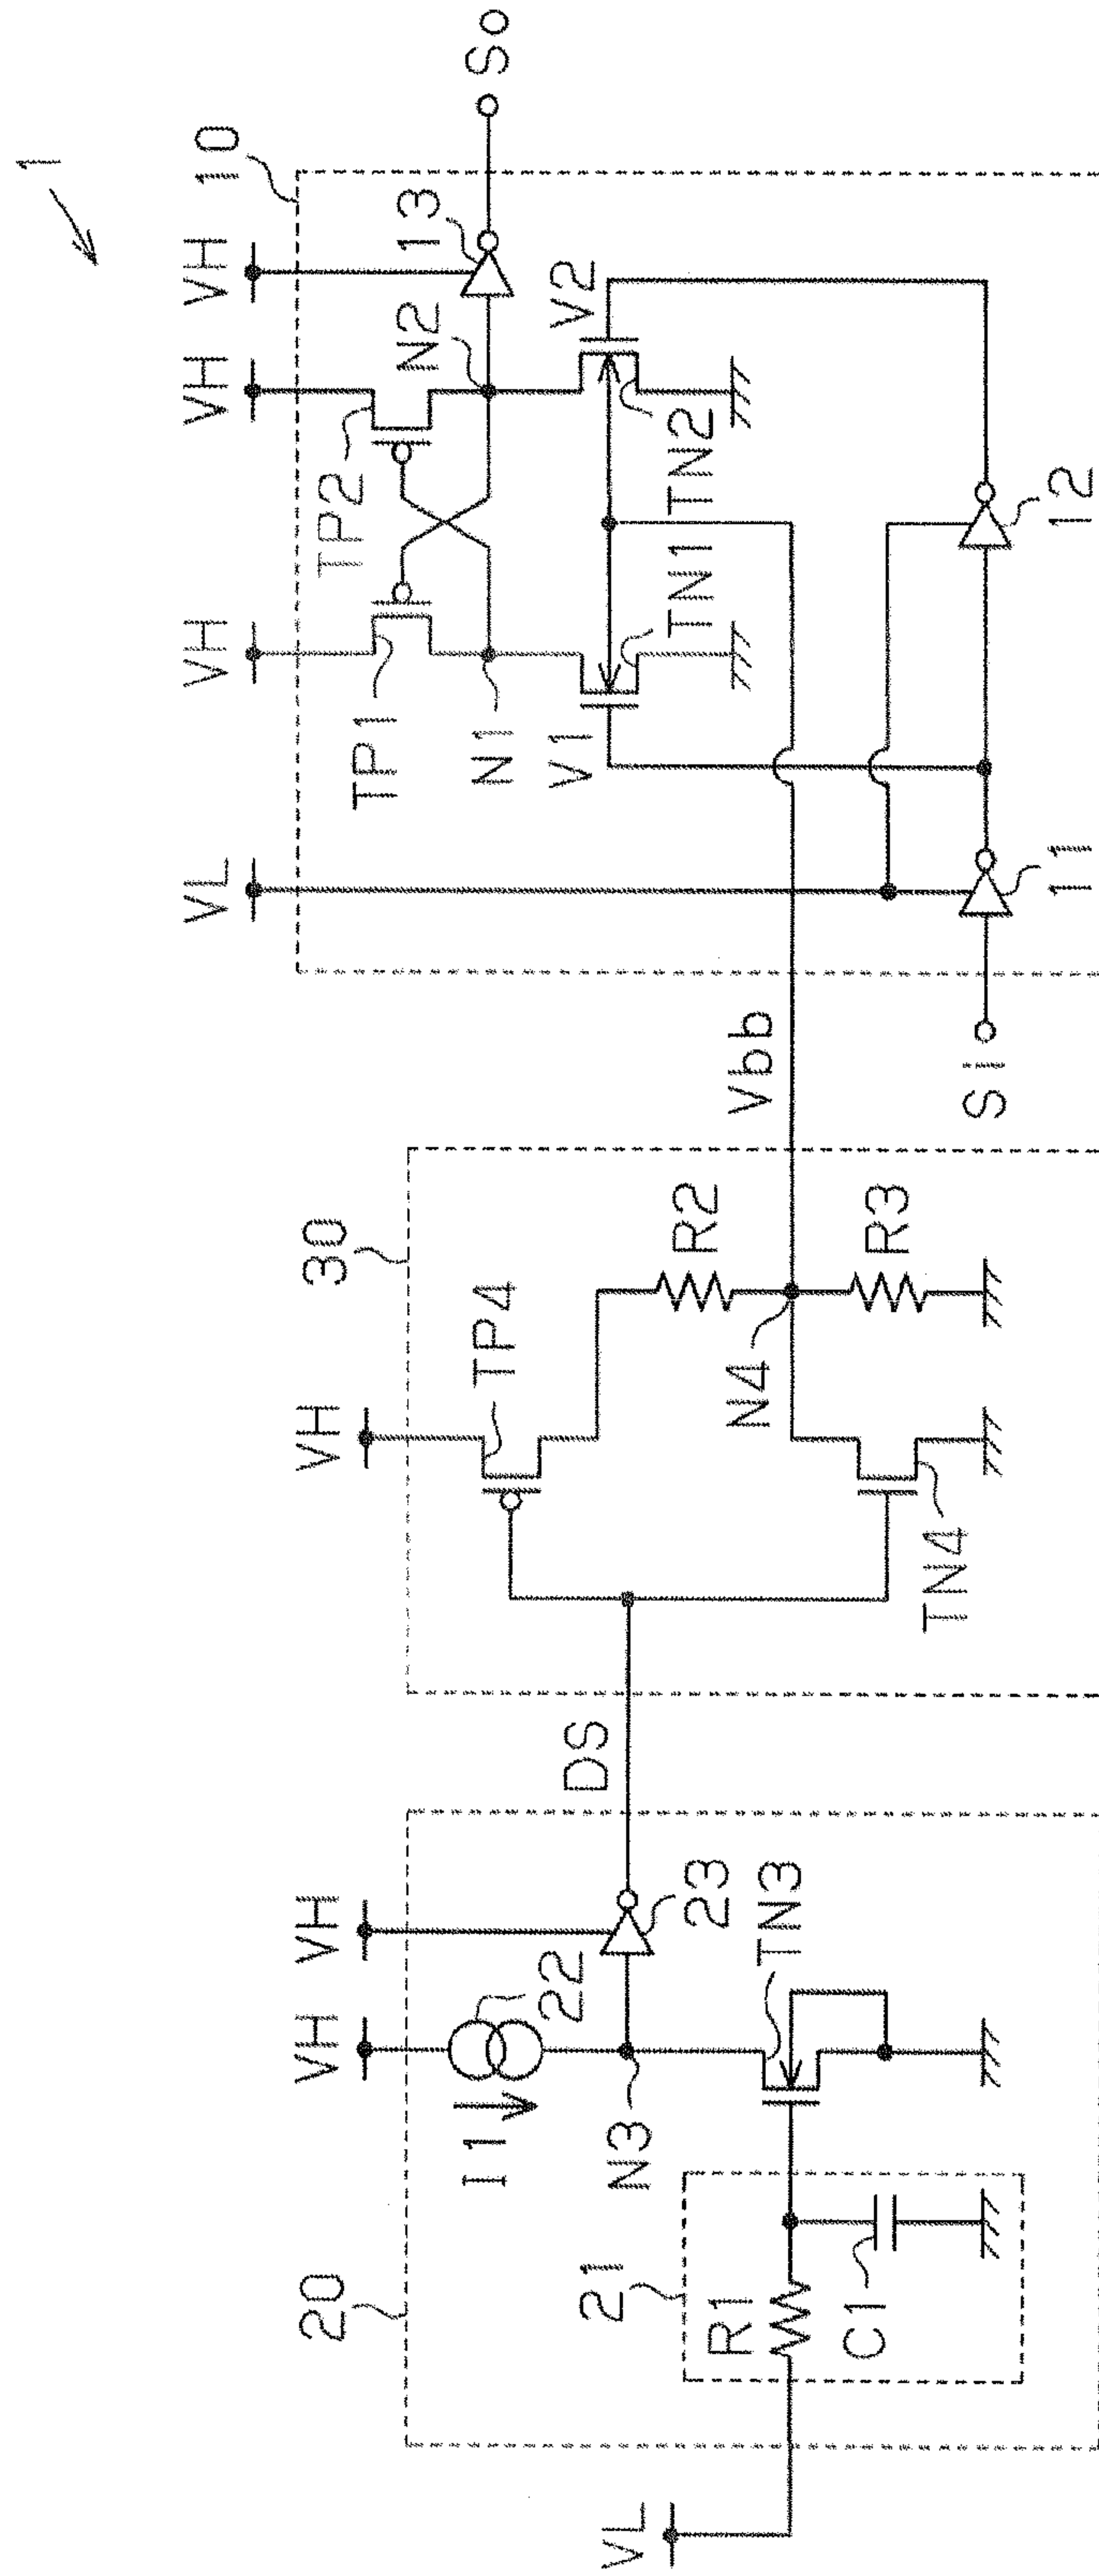 1
10
VH
VH
VH
VL
13
So
N2
TP2
TP1
N1
V1
V2
TN1
TN2
11
12
Si
Vbb
30
VH
TP4
R2
R3
N4
TN4
DS
20
VH
VH
22
23
I1
N3
TN3
21
R1
C1
VL